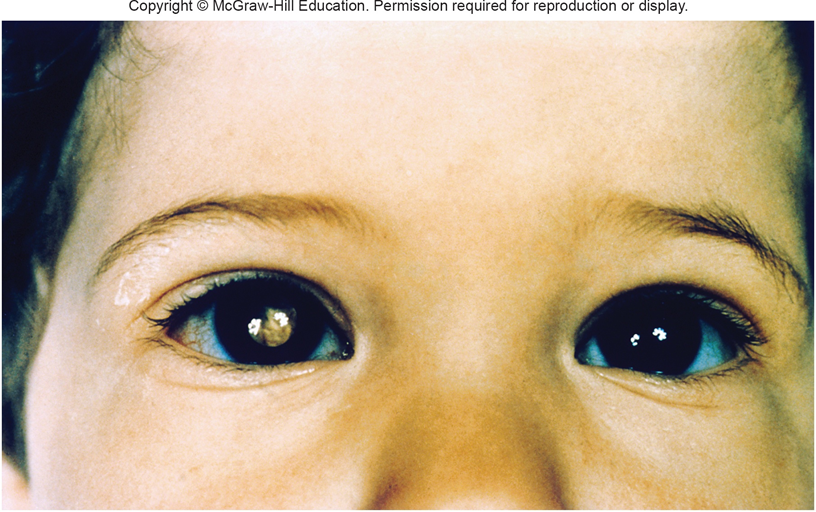 Copyright © McGraw-Hill Education. Permission required for reproduction or display.